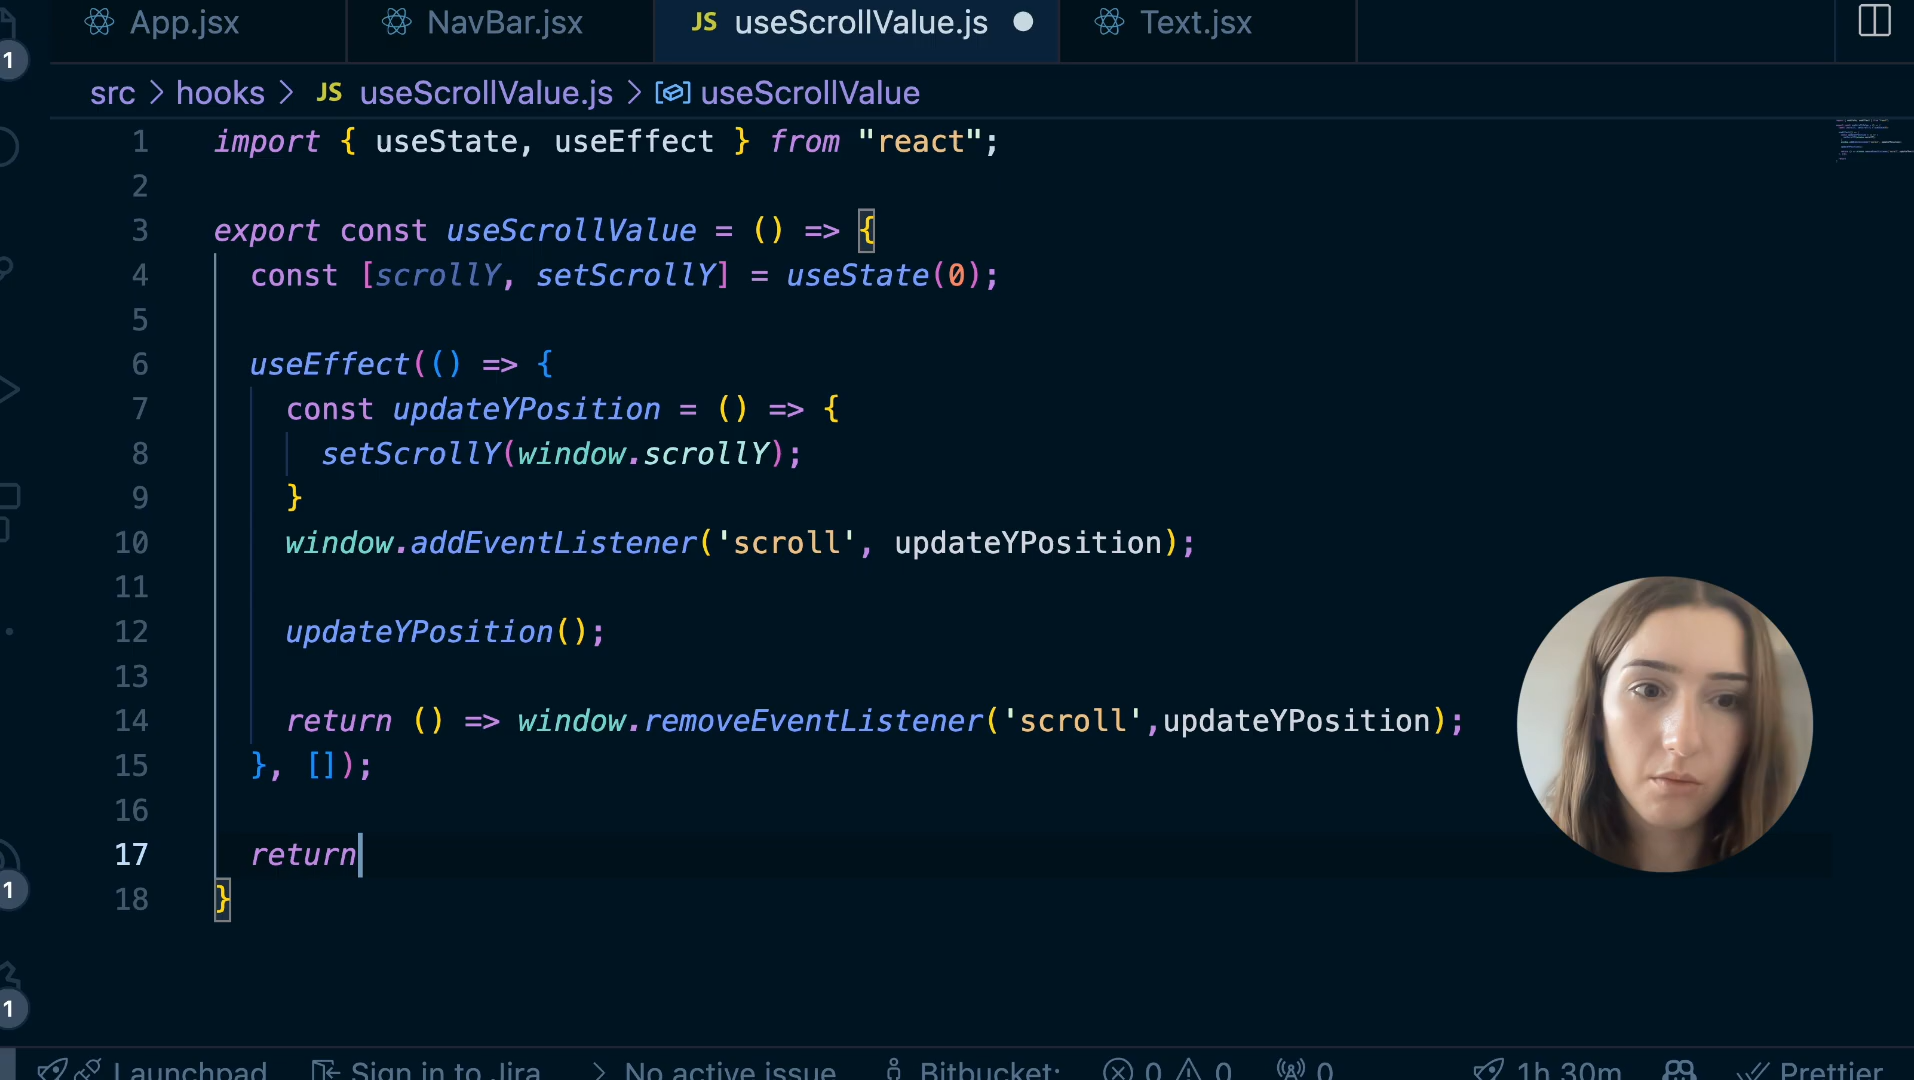 App.jsx
NavBar.jsx
JS useScrollValue.js
Text.jsx
1
src > hooks > JS useScrollValue.js > useScrollValue
1 import { useState, useEffect } from "react";
2
3 export const useScrollValue = () => {
4 const [scrollY, setScrollY] = useState(0);
5
6 useEffect(() => {
7 const updateYPosition = () => {
8 setScrollY(window.scrollY);
9 }
10 window.addEventListener('scroll', updateYPosition);
11
12 updateYPosition();
13
14 return () => window.removeEventListener('scroll',updateYPosition);
15 }, []);
16
17 return
1
18 }
1
Launchpad
Sign in to Jira
No active issue
Bitbucket:
0
0
0
1h 30m
Prettier